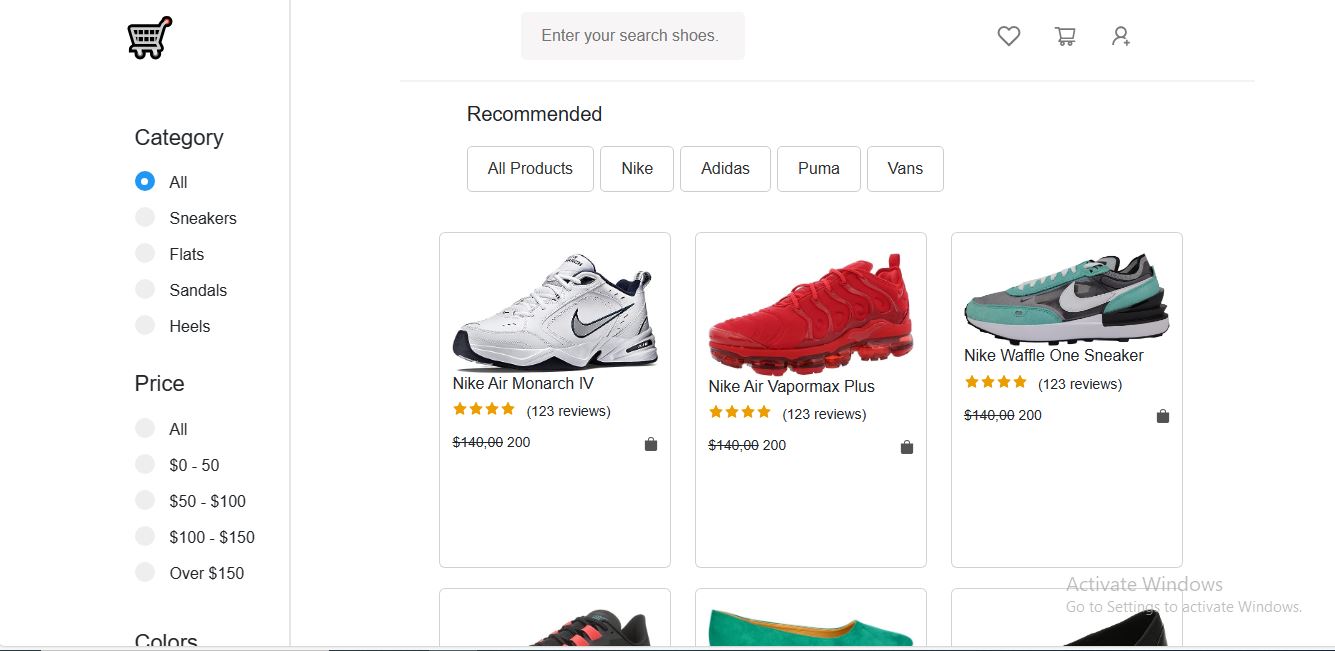 Enter your search shoes.
Category
All
Sneakers
Flats
Sandals
Heels
Price
All
$0 - 50
$50 - $100
$100 - $150
Over $150
Colors
Recommended
All Products
Nike
Adidas
Puma
Vans
Nike Air Monarch IV
(123 reviews)
$140,00 200
Nike Air Vapormax Plus
(123 reviews)
$140,00 200
Nike Waffle One Sneaker
(123 reviews)
$140,00 200
Activate Windows
Go to Settings to activate Windows.